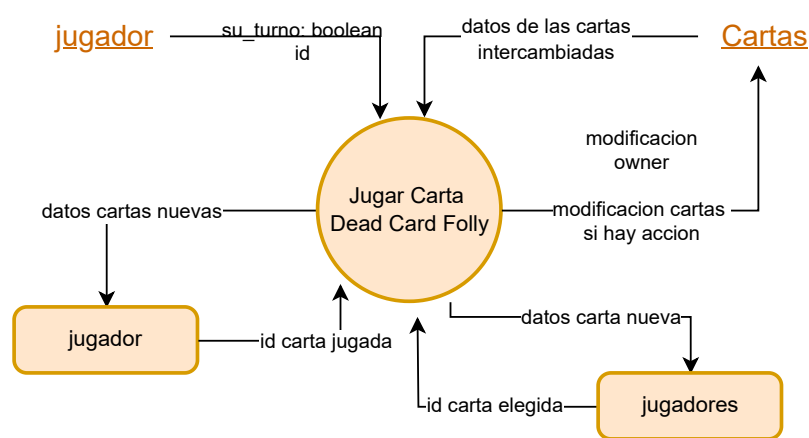 jugador
su_turno: boolean
id
datos de las cartas
intercambiadas
Cartas
modificacion
owner
Jugar Carta
Dead Card Folly
datos cartas nuevas
modificacion cartas
si hay accion
jugador
id carta jugada
datos carta nueva
id carta elegida
jugadores